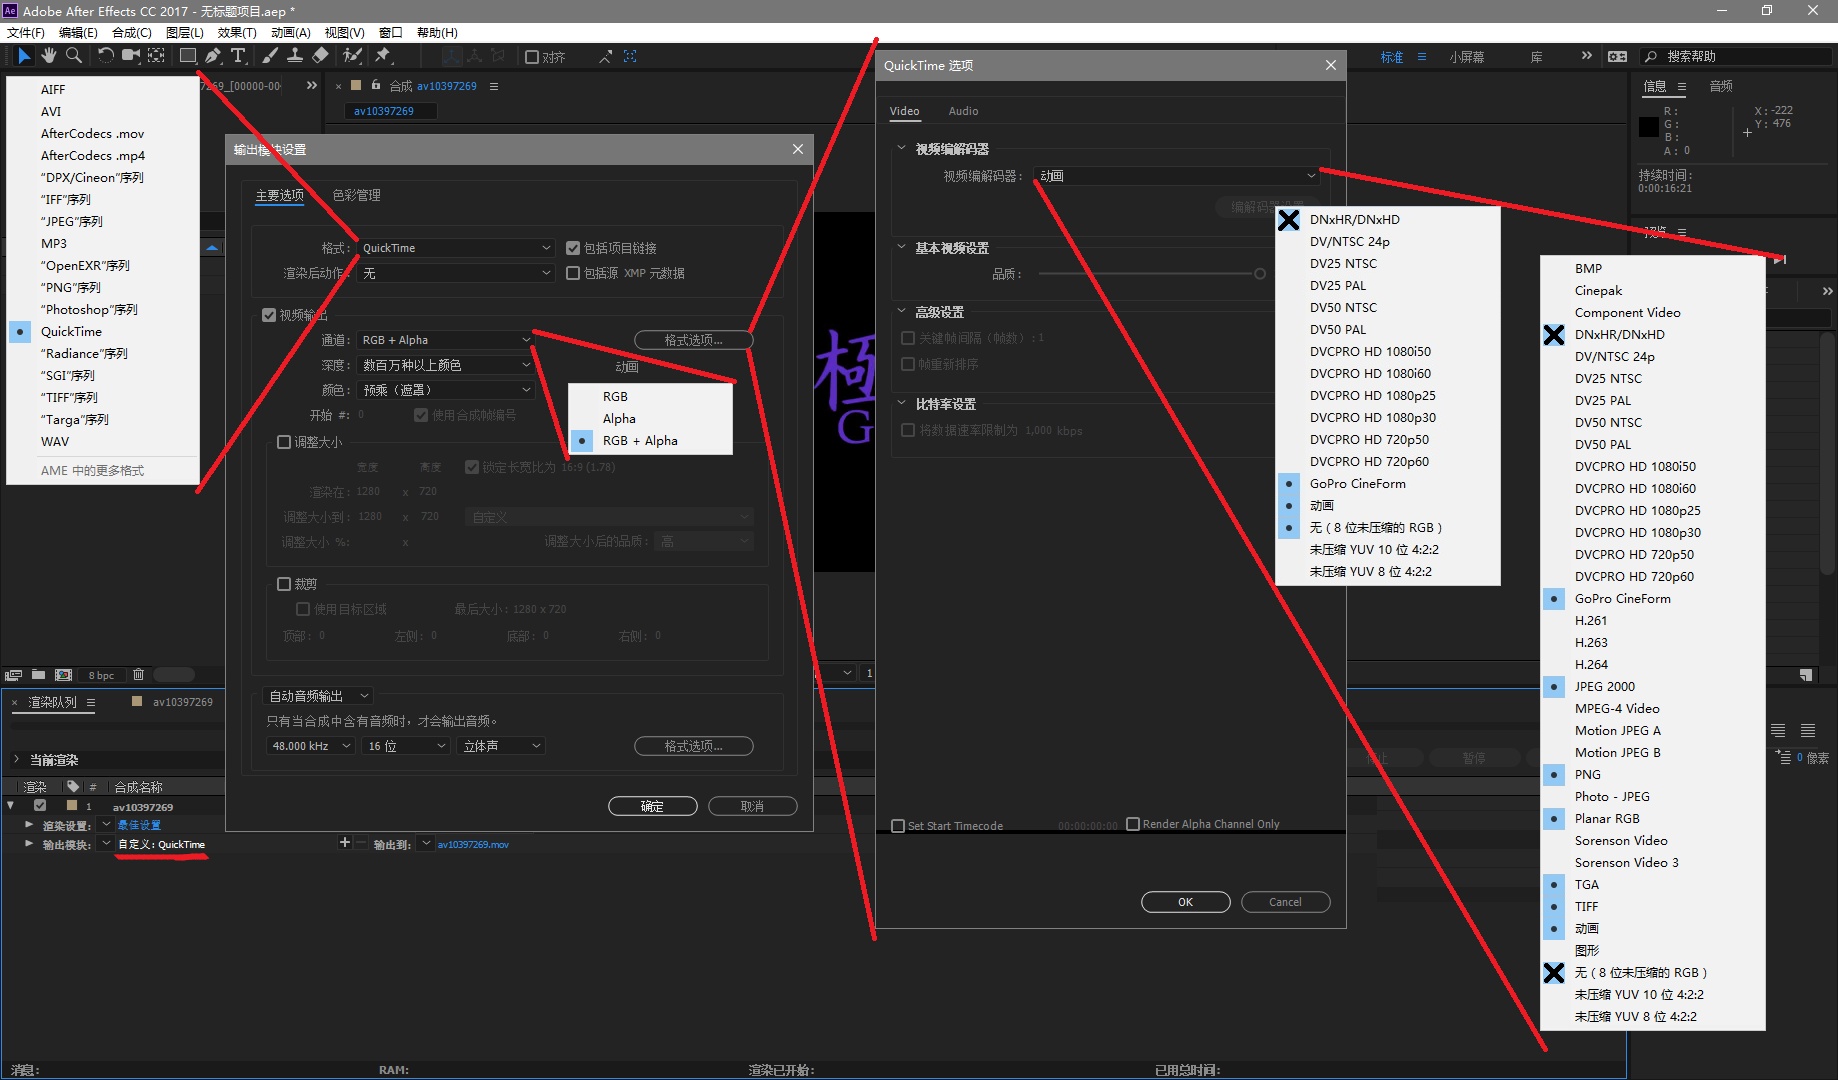 Adobe After Effects CC 2017 - 无标题项目.aep *
文件(F) 编辑(E) 合成(C) 图层(L) 效果(T) 动画(A) 视图(V) 窗口 帮助(H)
对齐
标准 小屏幕 库 搜索帮助
AIFF
AVI
AfterCodecs .mov
AfterCodecs .mp4
"DPX/Cineon"序列
"IFF"序列
"JPEG"序列
MP3
"OpenEXR"序列
"PNG"序列
"Photoshop"序列
QuickTime
"Radiance"序列
"SGI"序列
"TIFF"序列
"Targa"序列
WAV
AME 中的更多格式
合成 av10397269
av10397269
输出模块设置
主要选项 色彩管理
格式: QuickTime 包括项目链接
渲染后动作: 无 包括源 XMP 元数据
视频输出
通道: RGB + Alpha 格式选项...
深度: 数百万种以上颜色 动画
颜色: 预乘（遮罩）
开始 #: 0 使用合成帧编号
RGB
Alpha
RGB + Alpha
调整大小
宽度 高度 锁定长宽比为 16:9 (1.78)
渲染在: 1280 x 720
调整大小到: 1280 x 720 自定义
调整大小 %: x 调整大小后的品质: 高
裁剪
使用目标区域 最后大小: 1280 x 720
顶部: 0 左侧: 0 底部: 0 右侧: 0
自动音频输出
只有当合成中含有音频时，才会输出音频。
48.000 kHz 16 位 立体声 格式选项...
确定 取消
極
G
QuickTime 选项
Video Audio
视频编解码器
视频编解码器: 动画
编解码器设置
基本视频设置
品质:
高级设置
关键帧间隔（帧数）: 1
帧重新排序
比特率设置
将数据速率限制为 1,000 kbps
Set Start Timecode 00:00:00:00 Render Alpha Channel Only
OK Cancel
DNxHR/DNxHD
DV/NTSC 24p
DV25 NTSC
DV25 PAL
DV50 NTSC
DV50 PAL
DVCPRO HD 1080i50
DVCPRO HD 1080i60
DVCPRO HD 1080p25
DVCPRO HD 1080p30
DVCPRO HD 720p50
DVCPRO HD 720p60
GoPro CineForm
动画
无（8 位未压缩的 RGB）
未压缩 YUV 10 位 4:2:2
未压缩 YUV 8 位 4:2:2
信息 音频
R:
G:
B:
A: 0
X: -222
Y: 476
持续时间:
0:00:16:21
预览
BMP
Cinepak
Component Video
DNxHR/DNxHD
DV/NTSC 24p
DV25 NTSC
DV25 PAL
DV50 NTSC
DV50 PAL
DVCPRO HD 1080i50
DVCPRO HD 1080i60
DVCPRO HD 1080p25
DVCPRO HD 1080p30
DVCPRO HD 720p50
DVCPRO HD 720p60
GoPro CineForm
H.261
H.263
H.264
JPEG 2000
MPEG-4 Video
Motion JPEG A
Motion JPEG B
PNG
Photo - JPEG
Planar RGB
Sorenson Video
Sorenson Video 3
TGA
TIFF
动画
图形
无（8 位未压缩的 RGB）
未压缩 YUV 10 位 4:2:2
未压缩 YUV 8 位 4:2:2
0 像素
8 bpc
渲染队列 av10397269
当前渲染
暂停
渲染 # 合成名称
1 av10397269
渲染设置: 最佳设置
输出模块: 自定义: QuickTime 输出到: av10397269.mov
消息: RAM: 渲染已开始: 已用总时间: